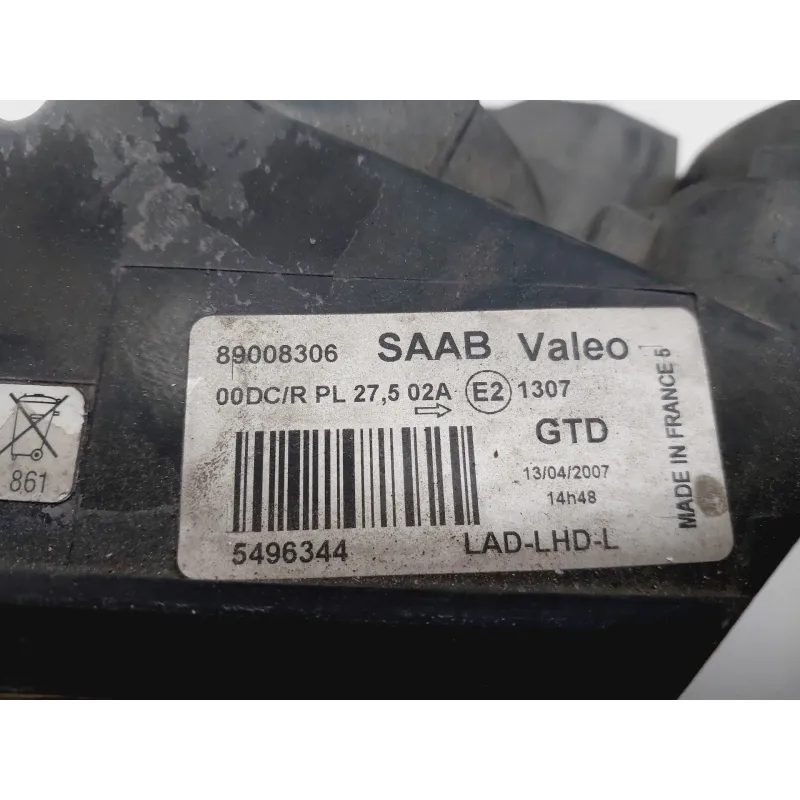 89008306 SAAB Valeo
00DC/R PL 27,5 02A E2 1307
GTD
13/04/2007
14h48
5496344 LAD-LHD-L
MADE IN FRANCE 5
861